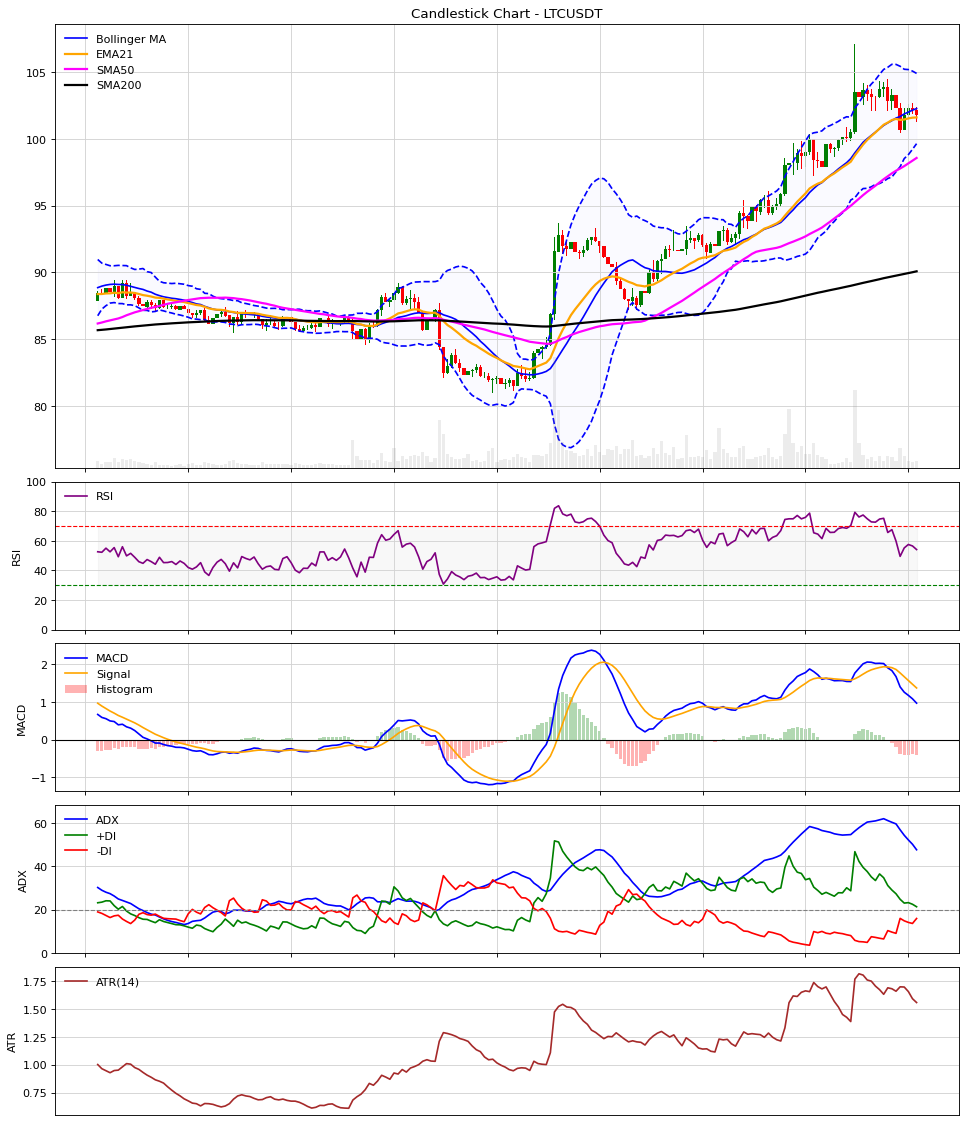 Candlestick Chart - LTCUSDT
Bollinger MA
EMA21
SMA50
SMA200
105
100
95
90
85
80
RSI
100
80
60
40
20
0
RSI
MACD
Signal
Histogram
2
1
0
−1
MACD
ADX
+DI
-DI
60
40
20
0
ADX
ATR(14)
1.75
1.50
1.25
1.00
0.75
ATR